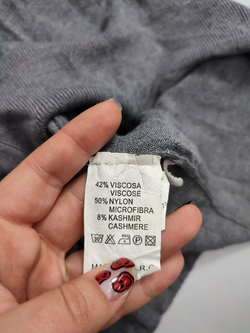 42% VISCOSA
VISCOSE
50% NYLON
MICROFIBRA
8% KASHMIR
CASHMERE